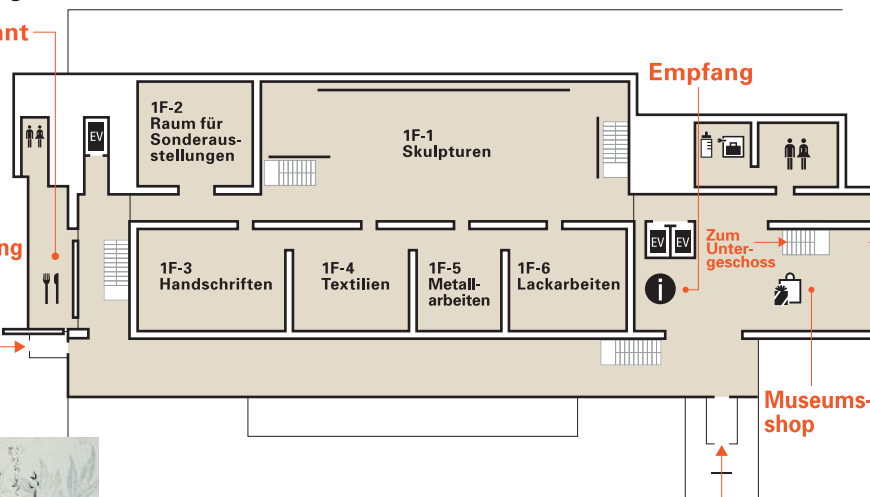 ant
Empfang
1F-2
Raum für
Sonderaus-
stellungen
1F-1
Skulpturen
EV
ng
1F-3
Handschriften
1F-4
Textilien
1F-5
Metall-
arbeiten
1F-6
Lackarbeiten
EV EV
Zum
Unter-
geschoss
i
Museums-
shop